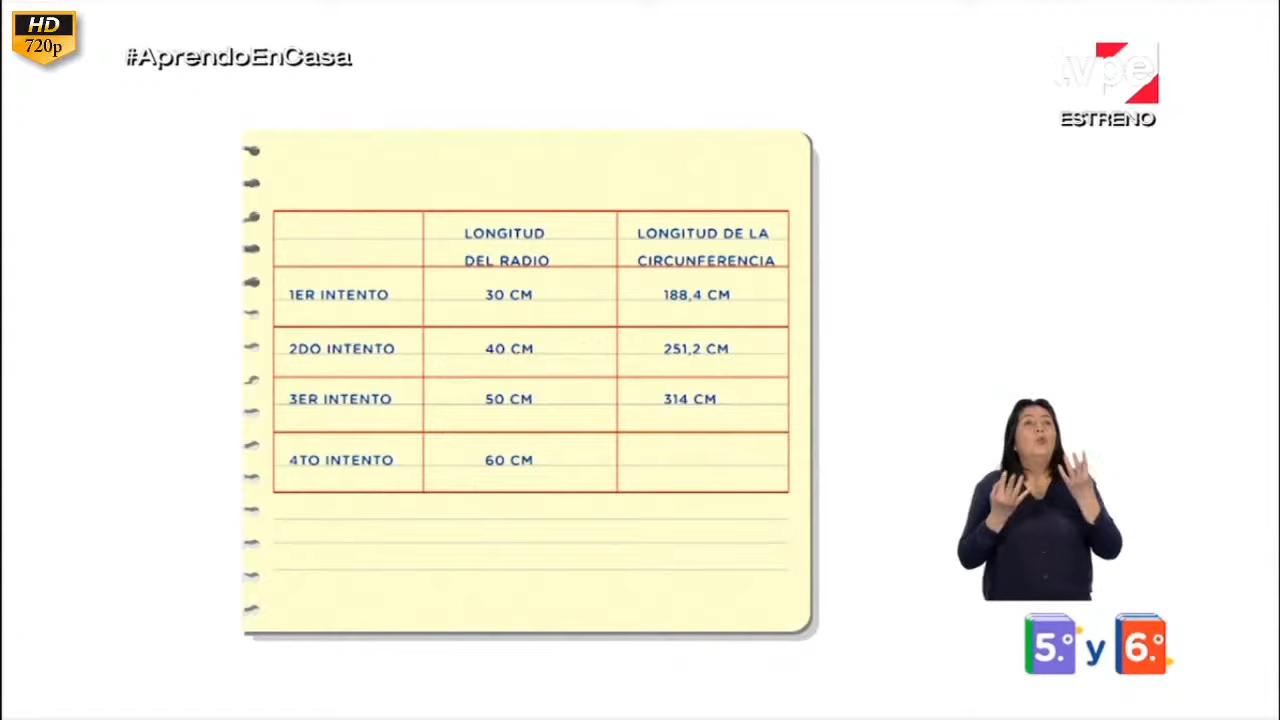 HD
720p
#AprendoEnCasa
tvpe
ESTRENO
LONGITUD DEL RADIO
LONGITUD DE LA CIRCUNFERENCIA
1ER INTENTO 30 CM 188,4 CM
2DO INTENTO 40 CM 251,2 CM
3ER INTENTO 50 CM 314 CM
4TO INTENTO 60 CM
5.° y 6.°